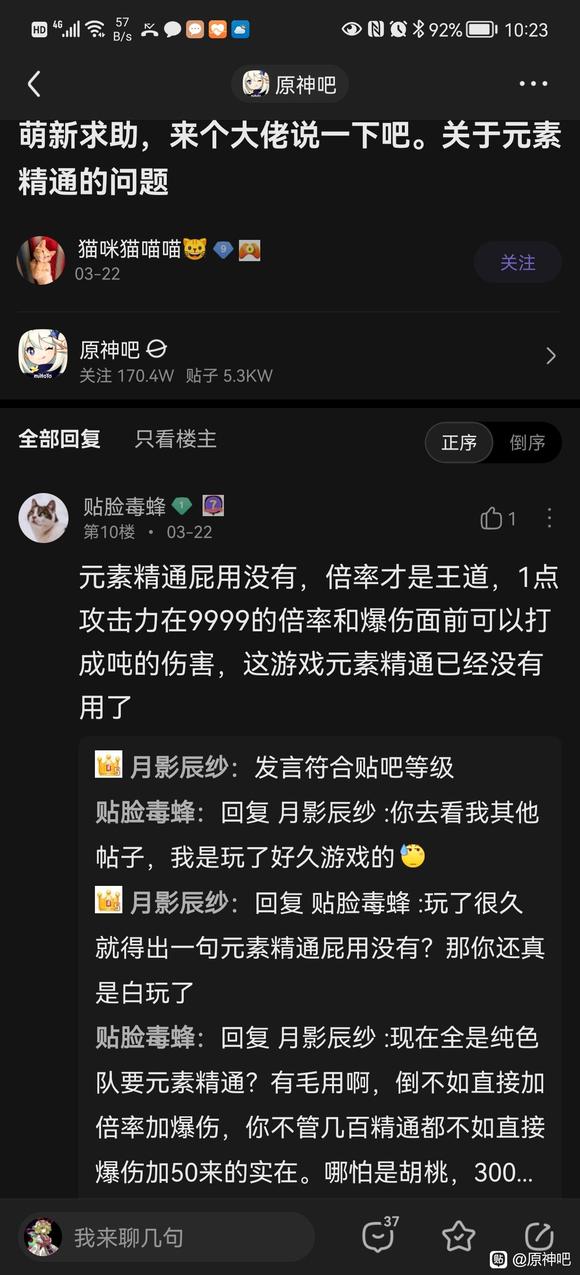 HD 4G 57 B/s 92% 10:23
原神吧
萌新求助，来个大佬说一下吧。关于元素
精通的问题
猫咪猫喵喵 9
03-22
关注
原神吧
关注 170.4W 贴子 5.3KW
miHoYo
全部回复 只看楼主 正序 倒序
贴脸毒蜂 1 7
第10楼 · 03-22
1
元素精通屁用没有，倍率才是王道，1点
攻击力在9999的倍率和爆伤面前可以打
成吨的伤害，这游戏元素精通已经没有
用了
月影辰纱：发言符合贴吧等级
贴脸毒蜂：回复 月影辰纱 :你去看我其他
帖子，我是玩了好久游戏的
月影辰纱：回复 贴脸毒蜂 :玩了很久
就得出一句元素精通屁用没有？那你还真
是白玩了
贴脸毒蜂：回复 月影辰纱 :现在全是纯色
队要元素精通？有毛用啊，倒不如直接加
倍率加爆伤，你不管几百精通都不如直接
爆伤加50来的实在。哪怕是胡桃，300...
我来聊几句
37
贴 @原神吧